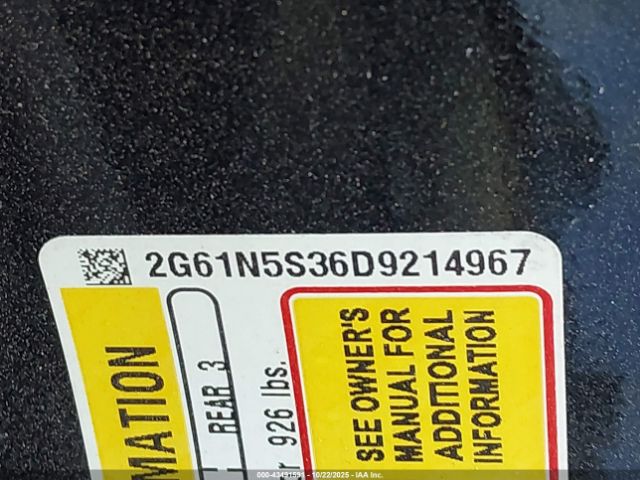 2G61N5S36D9214967
MATION
REAR 3
926 lbs.
SEE OWNER'S
MANUAL FOR
ADDITIONAL
INFORMATION
000-43491591 - 10/22/2025 - IAA Inc.